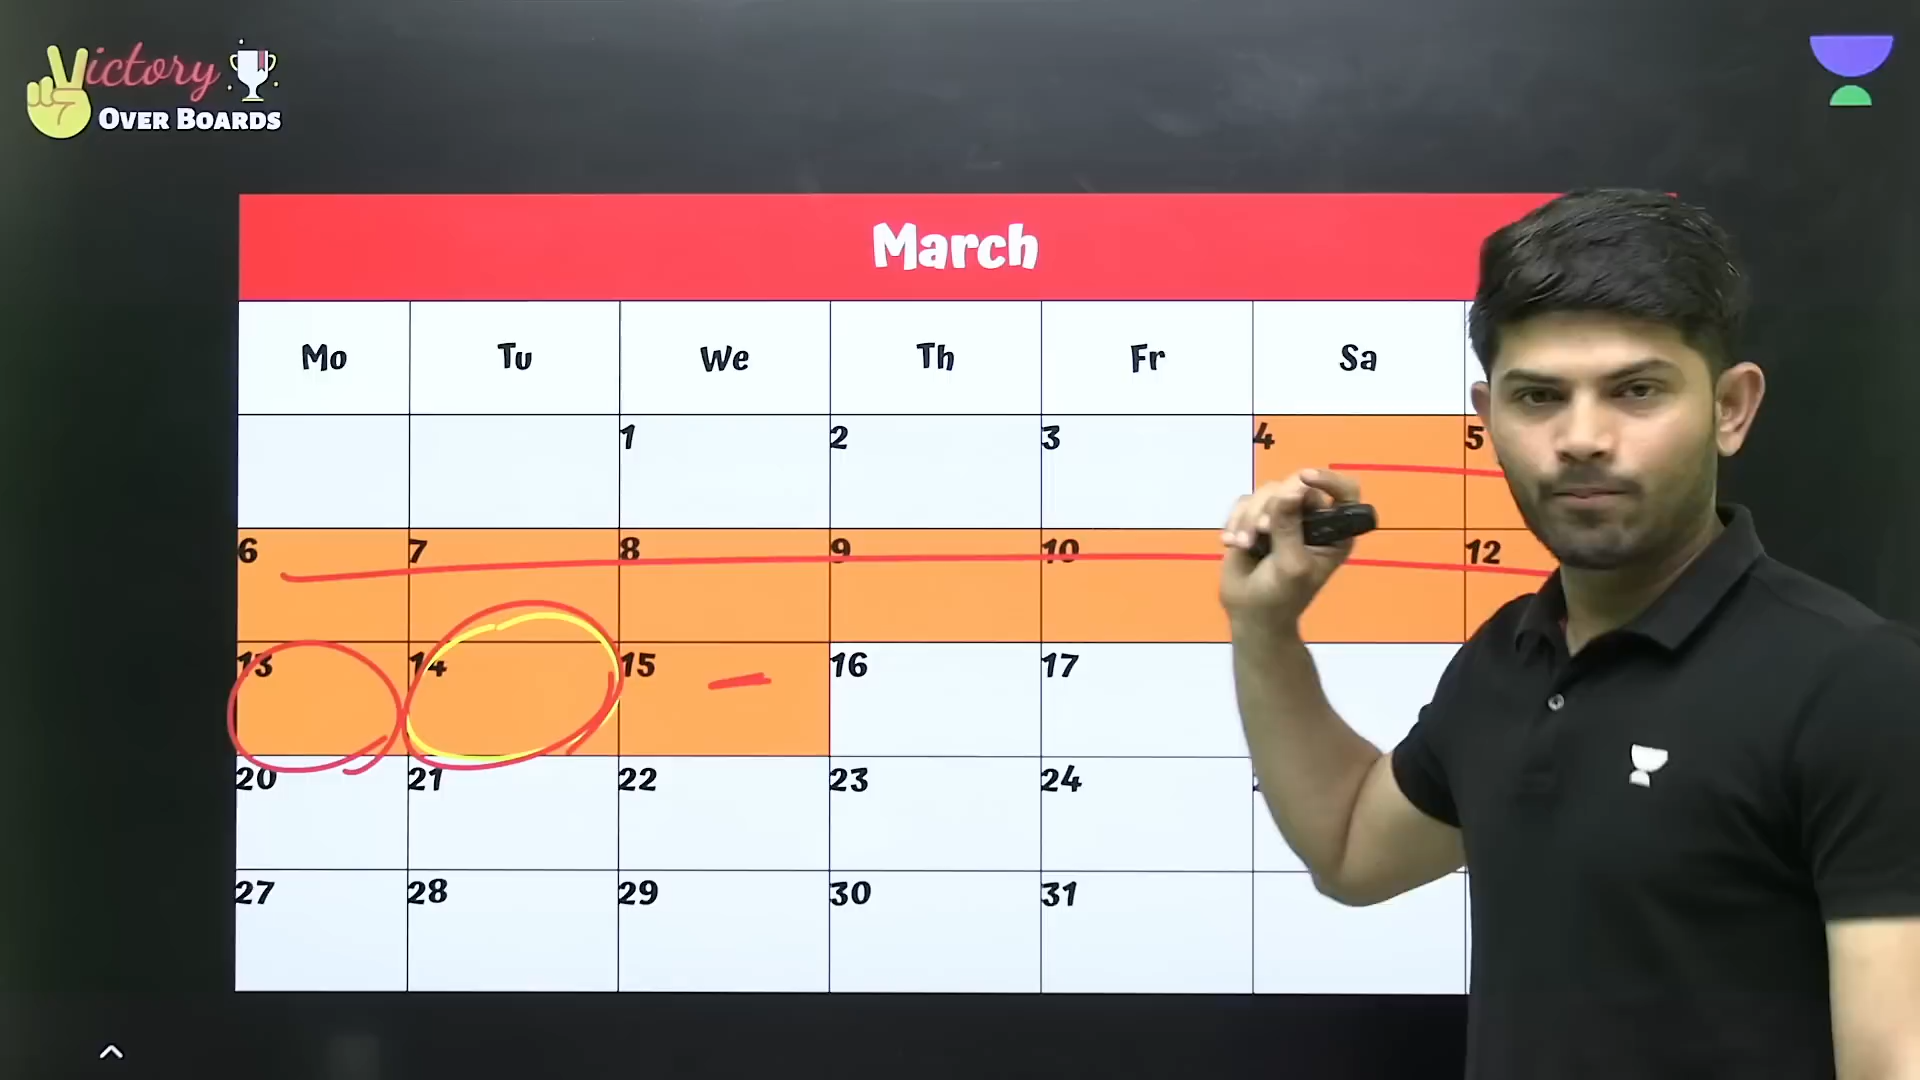 Victory
OVER BOARDS
March
Mo Tu We Th Fr Sa
1 2 3 4 5
6 7 8 9 10 12
13 14 15 16 17
20 21 22 23 24
27 28 29 30 31